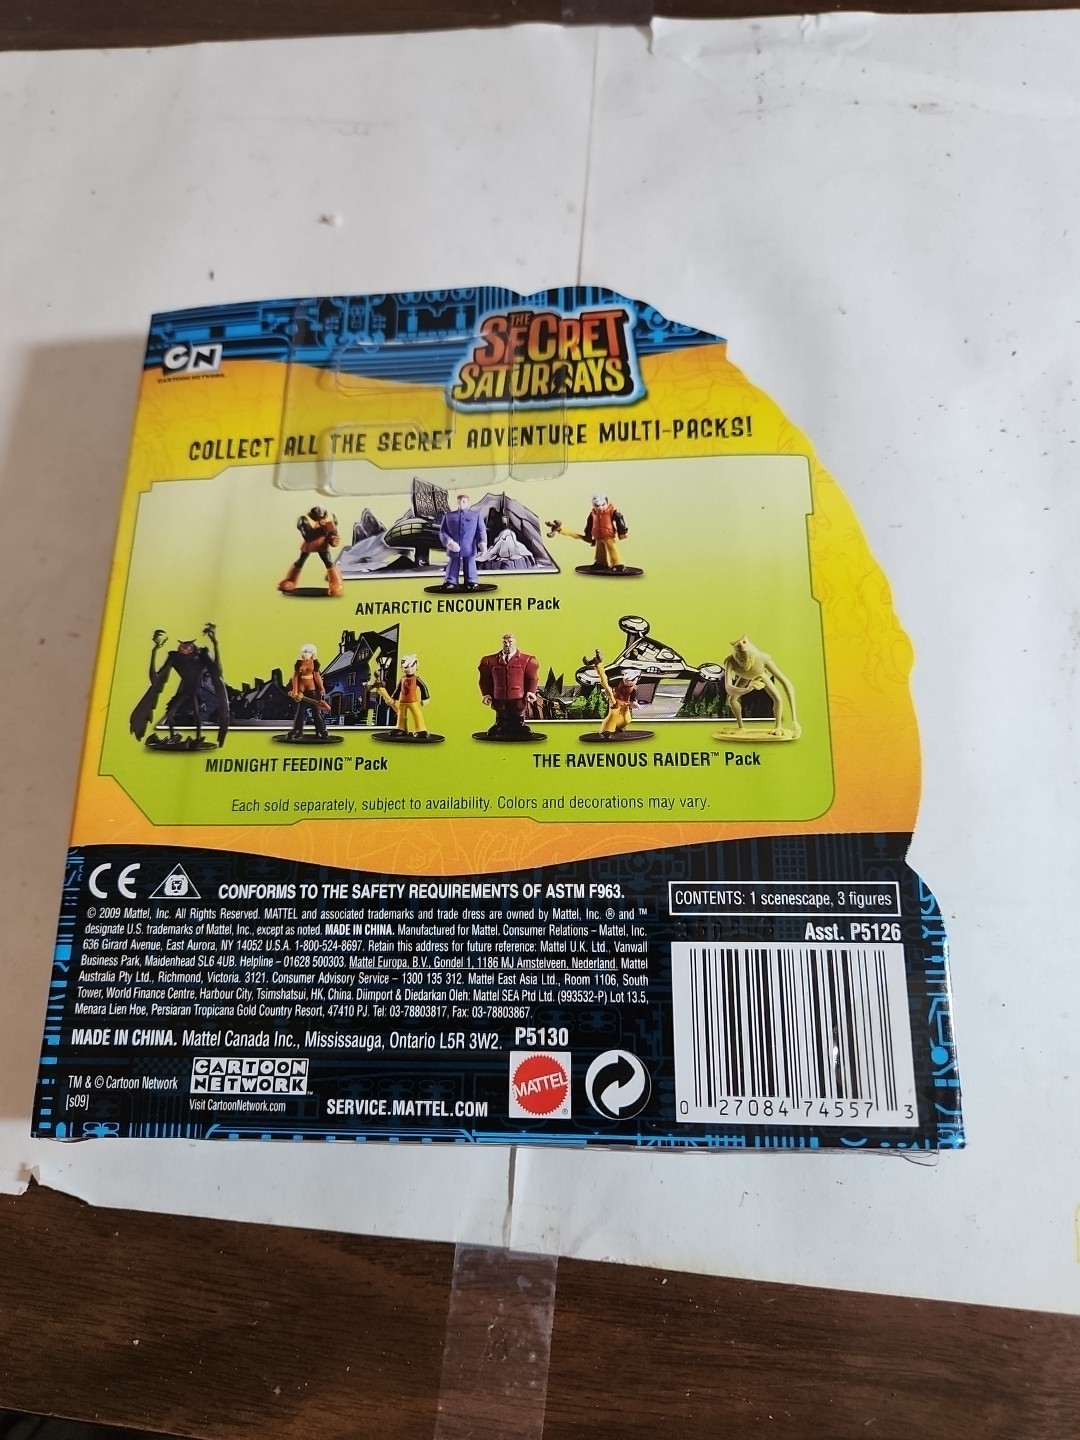 CN
CARTOON NETWORK
THE
SECRET
SATURDAYS
COLLECT ALL THE SECRET ADVENTURE MULTI-PACKS!
ANTARCTIC ENCOUNTER Pack
MIDNIGHT FEEDING™ Pack
THE RAVENOUS RAIDER™ Pack
Each sold separately, subject to availability. Colors and decorations may vary.
CE
CONFORMS TO THE SAFETY REQUIREMENTS OF ASTM F963.
© 2009 Mattel, Inc. All Rights Reserved. MATTEL and associated trademarks and trade dress are owned by Mattel, Inc. ® and ™
designate U.S. trademarks of Mattel, Inc., except as noted. MADE IN CHINA. Manufactured for Mattel. Consumer Relations – Mattel, Inc.
636 Girard Avenue, East Aurora, NY 14052 U.S.A. 1-800-524-8697. Retain this address for future reference: Mattel U.K. Ltd., Vanwall
Business Park, Maidenhead SL6 4UB. Helpline – 01628 500303. Mattel Europa, B.V., Gondel 1, 1186 MJ Amstelveen, Nederland. Mattel
Australia Pty Ltd., Richmond, Victoria. 3121. Consumer Advisory Service – 1300 135 312. Mattel East Asia Ltd., Room 1106, South
Tower, World Finance Centre, Harbour City, Tsimshatsui, HK, China. Diimport & Diedarkan Oleh: Mattel SEA Ptd Ltd. (993532-P) Lot 13.5,
Menara Lien Hoe, Persiaran Tropicana Gold Country Resort, 47410 PJ. Tel: 03-78803817, Fax: 03-78803867.
MADE IN CHINA. Mattel Canada Inc., Mississauga, Ontario L5R 3W2. P5130
TM & © Cartoon Network
[s09]
CARTOON
NETWORK™
Visit CartoonNetwork.com
SERVICE.MATTEL.COM
MATTEL®
CONTENTS: 1 scenescape, 3 figures
Asst. P5126
0 27084 74557 3